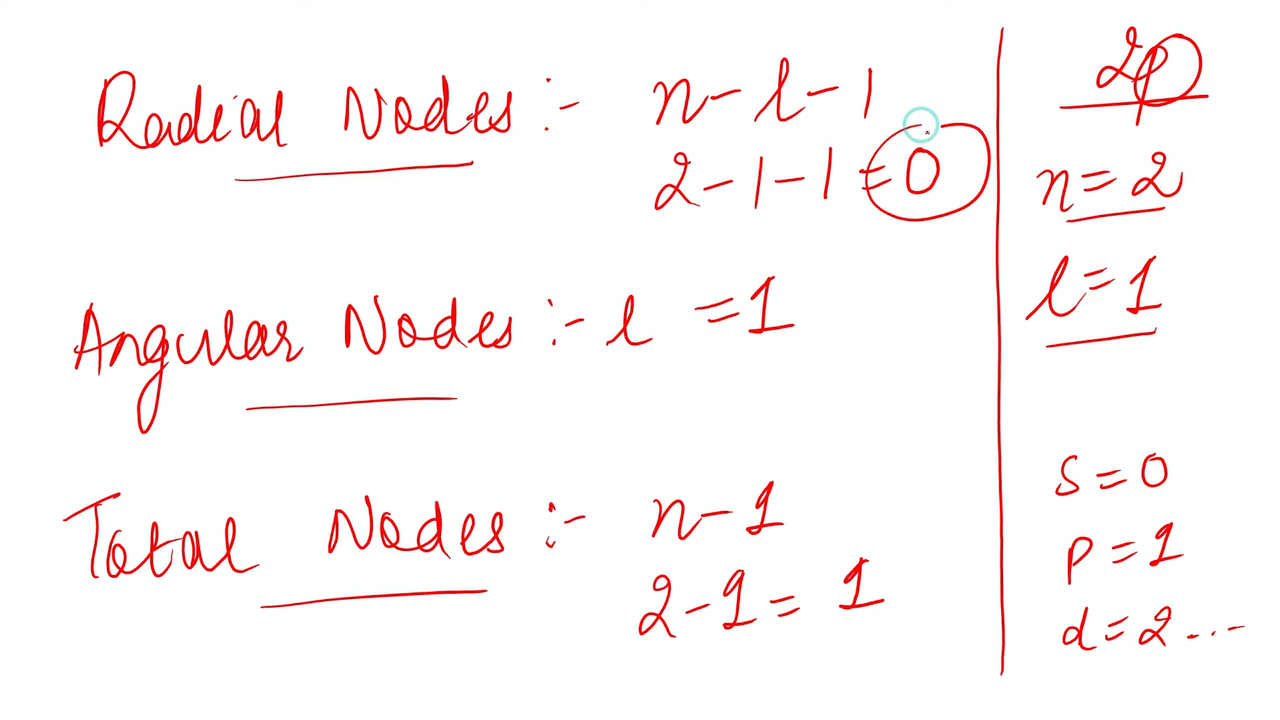 Radial Nodes :- n - l - 1
2 - 1 - 1 = 0
Angular Nodes :- l = 1
Total Nodes :- n - 1
2 - 1 = 1
2p
n = 2
l = 1
s = 0
p = 1
d = 2 ...